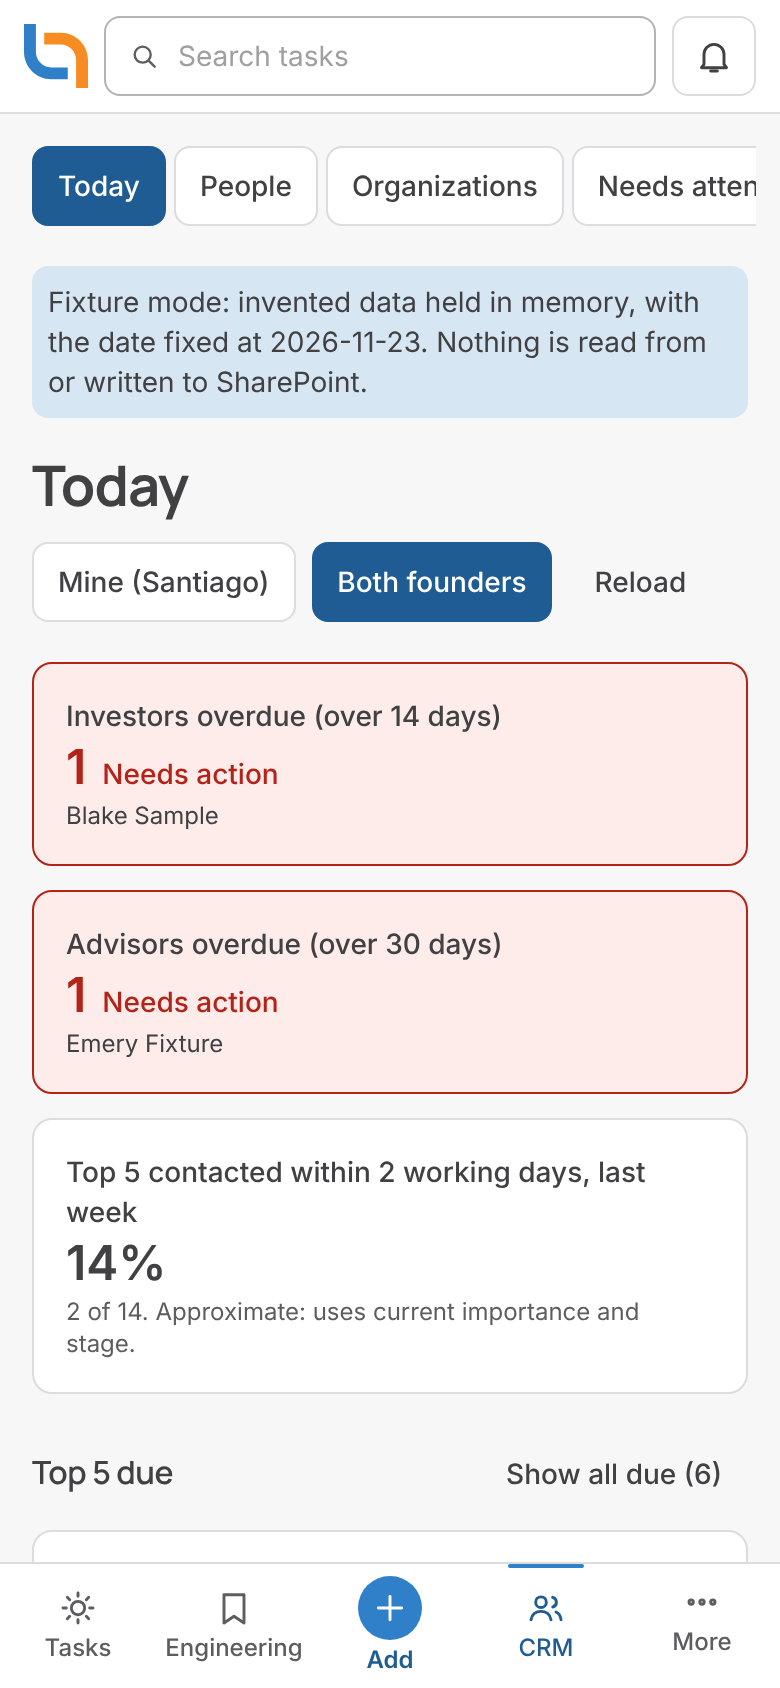 Search tasks
Today
People
Organizations
Needs atten
Fixture mode: invented data held in memory, with
the date fixed at 2026-11-23. Nothing is read from
or written to SharePoint.
Today
Mine (Santiago)
Both founders
Reload
Investors overdue (over 14 days)
1 Needs action
Blake Sample
Advisors overdue (over 30 days)
1 Needs action
Emery Fixture
Top 5 contacted within 2 working days, last
week
14%
2 of 14. Approximate: uses current importance and
stage.
Top 5 due
Show all due (6)
Tasks
Engineering
Add
CRM
More